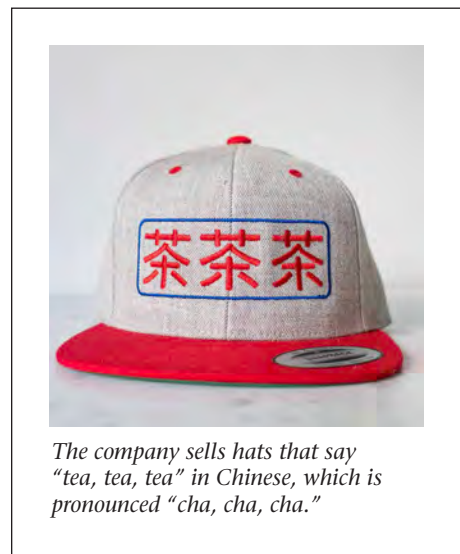 茶茶茶
The company sells hats that say
“tea, tea, tea” in Chinese, which is
pronounced “cha, cha, cha.”